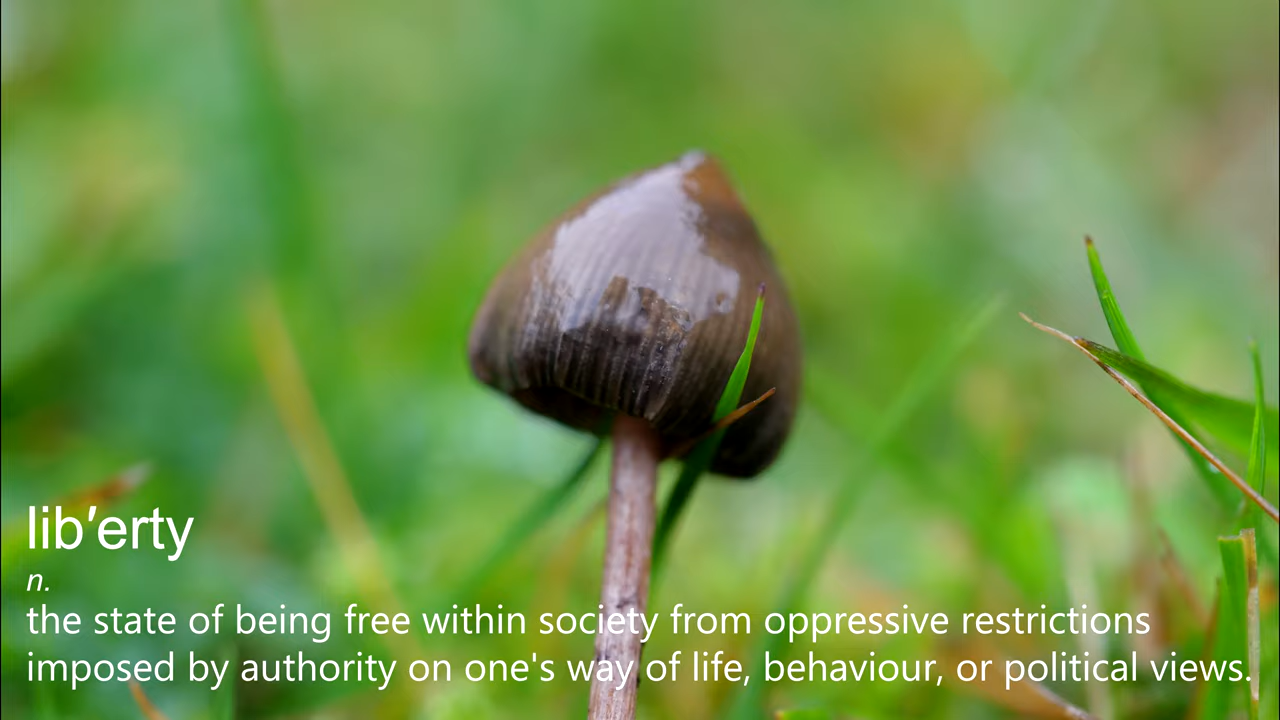 lib′erty
n.
the state of being free within society from oppressive restrictions
imposed by authority on one's way of life, behaviour, or political views.